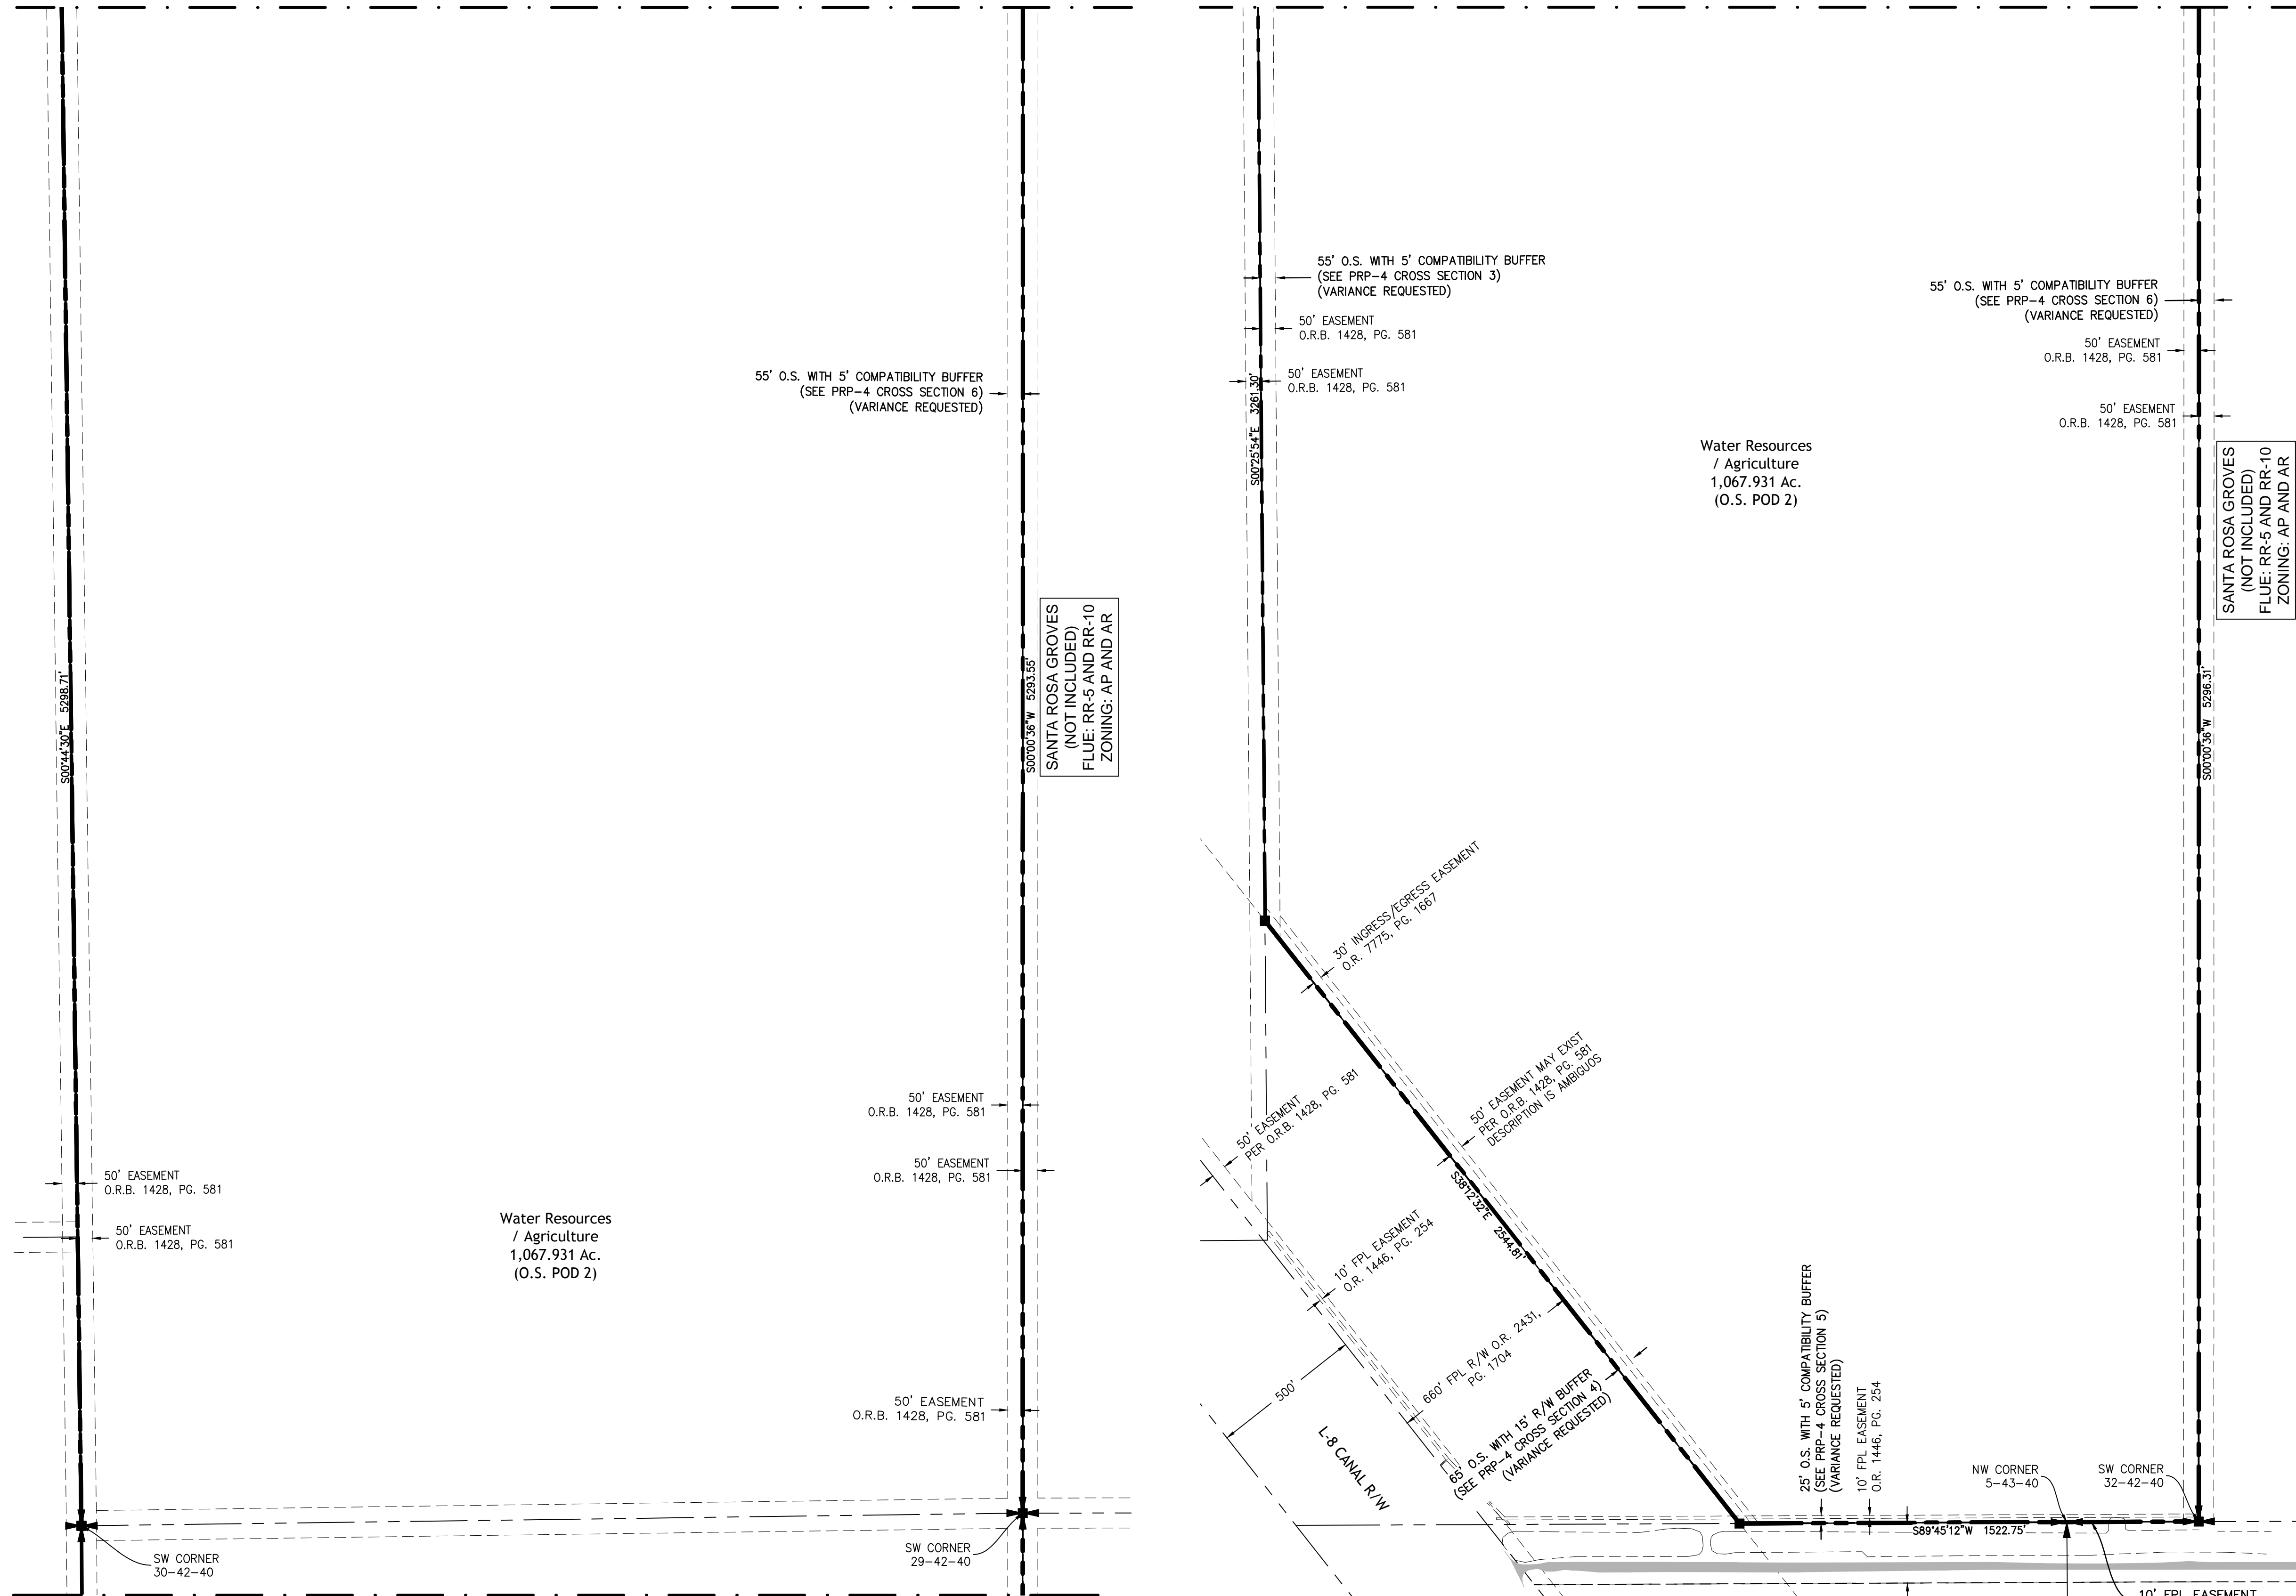 55' O.S. WITH 5' COMPATIBILITY BUFFER
(SEE PRP-4 CROSS SECTION 6)
(VARIANCE REQUESTED)
S00°44'30"E 5298.71'
S00°00'36"W 5293.55'
SANTA ROSA GROVES
(NOT INCLUDED)
FLUE: RR-5 AND RR-10
ZONING: AP AND AR
50' EASEMENT
O.R.B. 1428, PG. 581
50' EASEMENT
O.R.B. 1428, PG. 581
50' EASEMENT
O.R.B. 1428, PG. 581
50' EASEMENT
O.R.B. 1428, PG. 581
Water Resources
/ Agriculture
1,067.931 Ac.
(O.S. POD 2)
50' EASEMENT
O.R.B. 1428, PG. 581
SW CORNER
30-42-40
SW CORNER
29-42-40
55' O.S. WITH 5' COMPATIBILITY BUFFER
(SEE PRP-4 CROSS SECTION 3)
(VARIANCE REQUESTED)
50' EASEMENT
O.R.B. 1428, PG. 581
50' EASEMENT
O.R.B. 1428, PG. 581
S00°25'54"E 3261.30'
55' O.S. WITH 5' COMPATIBILITY BUFFER
(SEE PRP-4 CROSS SECTION 6)
(VARIANCE REQUESTED)
50' EASEMENT
O.R.B. 1428, PG. 581
50' EASEMENT
O.R.B. 1428, PG. 581
Water Resources
/ Agriculture
1,067.931 Ac.
(O.S. POD 2)
SANTA ROSA GROVES
(NOT INCLUDED)
FLUE: RR-5 AND RR-10
ZONING: AP AND AR
S00°00'36"W 5296.31'
30' INGRESS/EGRESS EASEMENT
O.R. 7775, PG. 1667
50' EASEMENT MAY EXIST
PER O.R.B. 1428, PG. 581
DESCRIPTION IS AMBIGUOS
50' EASEMENT
PER O.R.B. 1428, PG. 581
S38°12'32"E 2544.81'
10' FPL EASEMENT
O.R. 1446, PG. 254
660' FPL R/W O.R. 2431,
PG. 1704
500'
L-8 CANAL R/W
65' O.S. WITH 15' R/W BUFFER
(SEE PRP-4 CROSS SECTION 4)
(VARIANCE REQUESTED)
25' O.S. WITH 5' COMPATIBILITY BUFFER
(SEE PRP-4 CROSS SECTION 5)
(VARIANCE REQUESTED)
10' FPL EASEMENT
O.R. 1446, PG. 254
NW CORNER
5-43-40
SW CORNER
32-42-40
S89°45'12"W 1522.75'
10' FPL EASEMENT